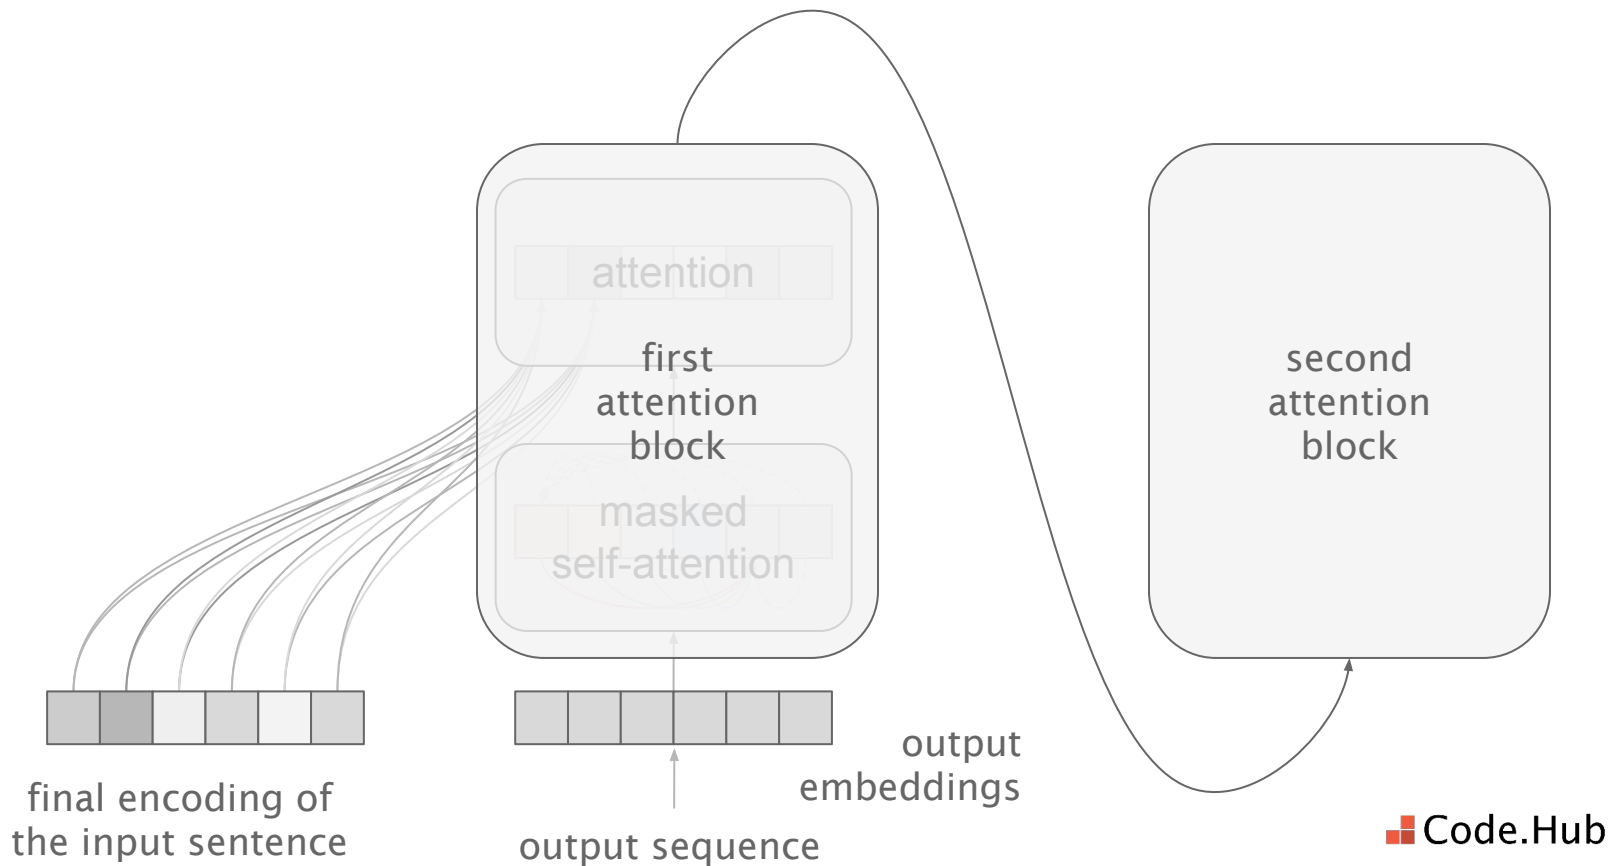 attention
first
attention
block
masked
self-attention
second
attention
block
output
embeddings
final encoding of
the input sentence
output sequence
Code.Hub